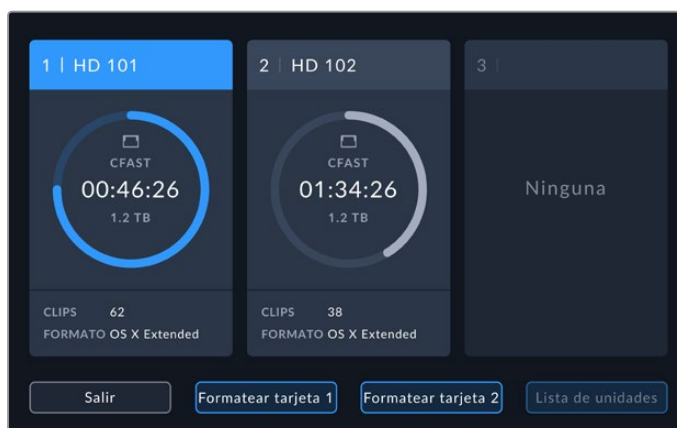 1 | HD 101
CFAST
00:46:26
1.2 TB
CLIPS 62
FORMATO OS X Extended
2 | HD 102
CFAST
01:34:26
1.2 TB
CLIPS 38
FORMATO OS X Extended
3 |
Ninguna
Salir
Formatear tarjeta 1
Formatear tarjeta 2
Lista de unidades